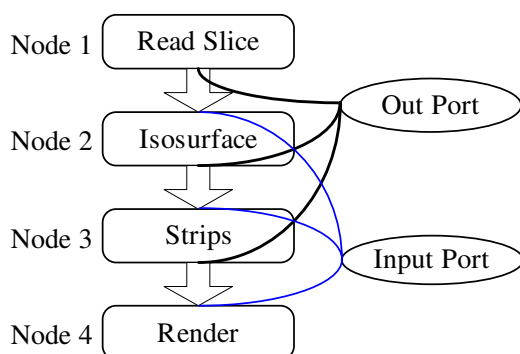 Node 1 Read Slice
Out Port
Node 2 Isosurface
Node 3 Strips
Input Port
Node 4 Render